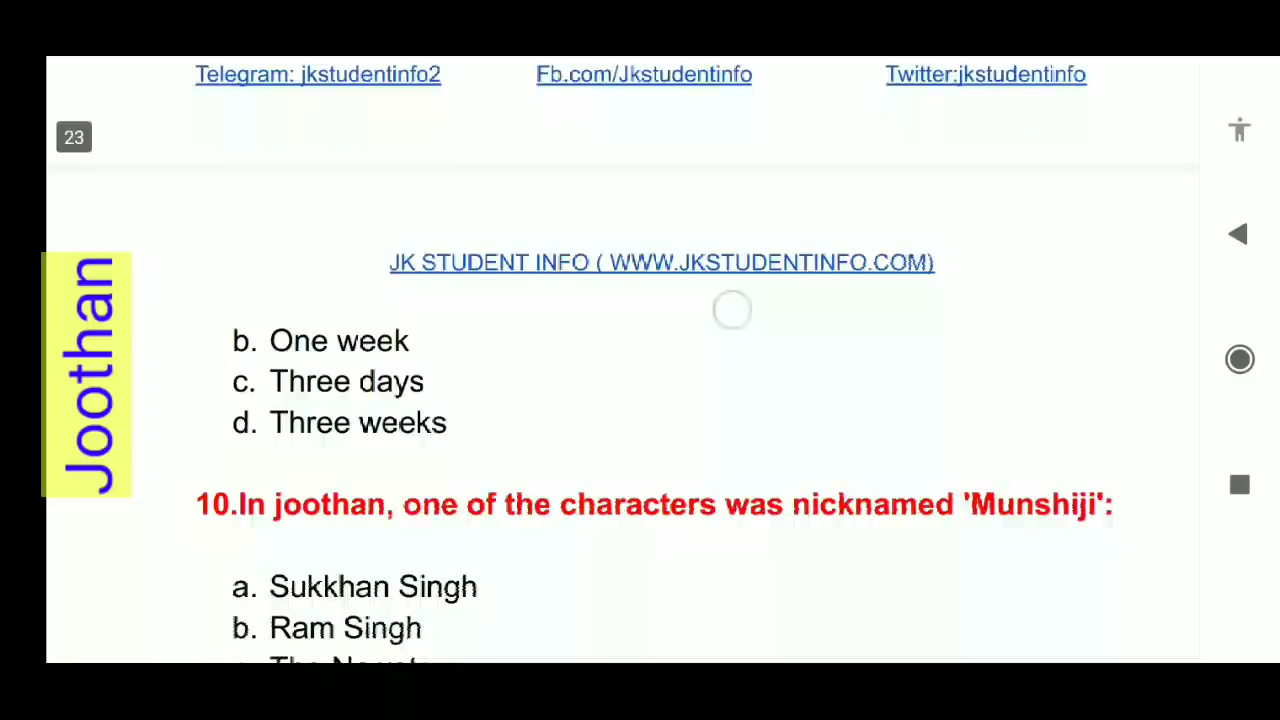 Telegram: jkstudentinfo2 Fb.com/Jkstudentinfo Twitter:jkstudentinfo
23
JK STUDENT INFO ( WWW.JKSTUDENTINFO.COM)
Joothan
b. One week
c. Three days
d. Three weeks
10.In joothan, one of the characters was nicknamed 'Munshiji':
a. Sukkhan Singh
b. Ram Singh